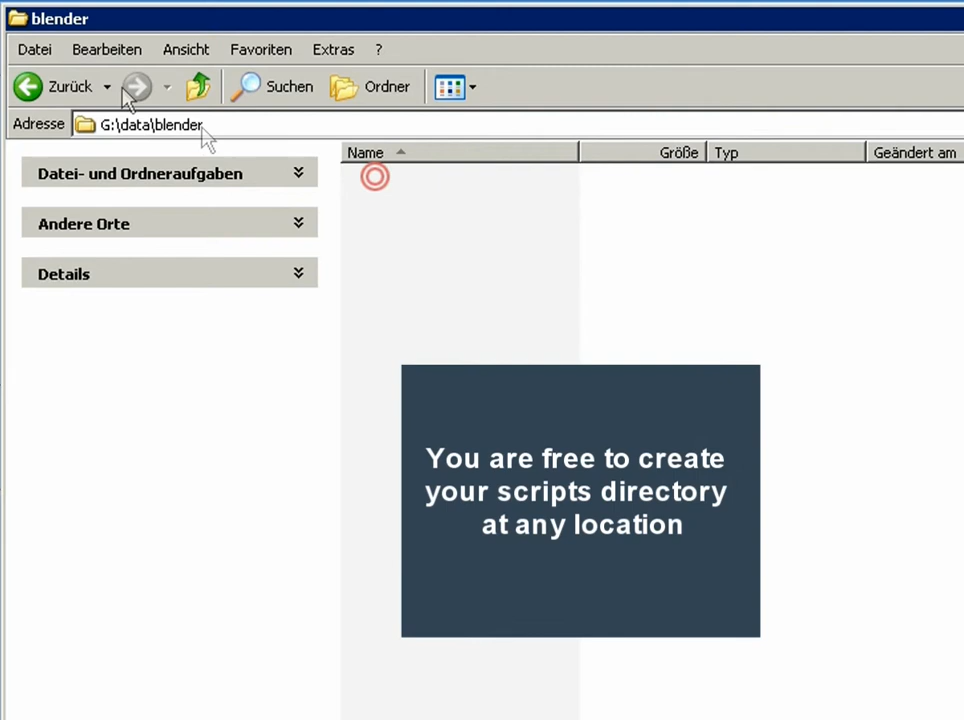 blender
Datei Bearbeiten Ansicht Favoriten Extras ?
Zurück Suchen Ordner
Adresse G:\data\blender
Name Größe Typ Geändert am
Datei- und Ordneraufgaben
Andere Orte
Details
You are free to create
your scripts directory
at any location